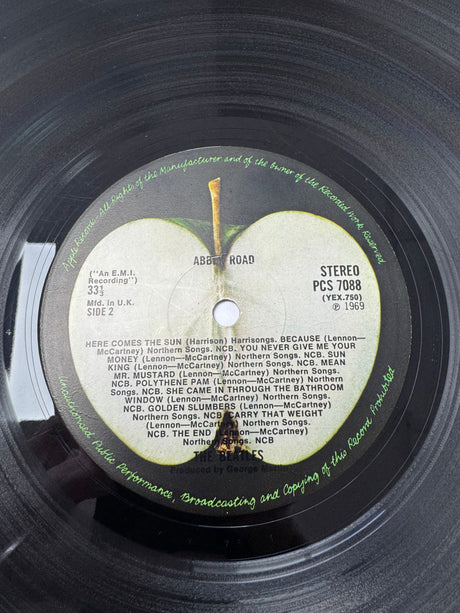 Apple Records · All Rights of the Manufacturer and of the Owner of the Recorded Work Reserved
ABBEY ROAD
("An E.M.I.
Recording")
33⅓
Mfd. In U.K.
SIDE 2
STEREO
PCS 7088
(YEX.750)
℗ 1969
HERE COMES THE SUN (Harrison) Harrisongs. BECAUSE (Lennon—
McCartney) Northern Songs. NCB. YOU NEVER GIVE ME YOUR
MONEY (Lennon—McCartney) Northern Songs. NCB. SUN
KING (Lennon—McCartney) Northern Songs. NCB. MEAN
MR. MUSTARD (Lennon—McCartney) Northern Songs.
NCB. POLYTHENE PAM (Lennon—McCartney) Northern
Songs. NCB. SHE CAME IN THROUGH THE BATHROOM
WINDOW (Lennon—McCartney) Northern Songs.
NCB. GOLDEN SLUMBERS (Lennon—McCartney)
Northern Songs. NCB. CARRY THAT WEIGHT
(Lennon—McCartney) Northern Songs.
NCB. THE END (Lennon—McCartney)
Northern Songs. NCB
THE BEATLES
Produced by George Martin
Unauthorised Public Performance, Broadcasting and Copying of this Record Prohibited